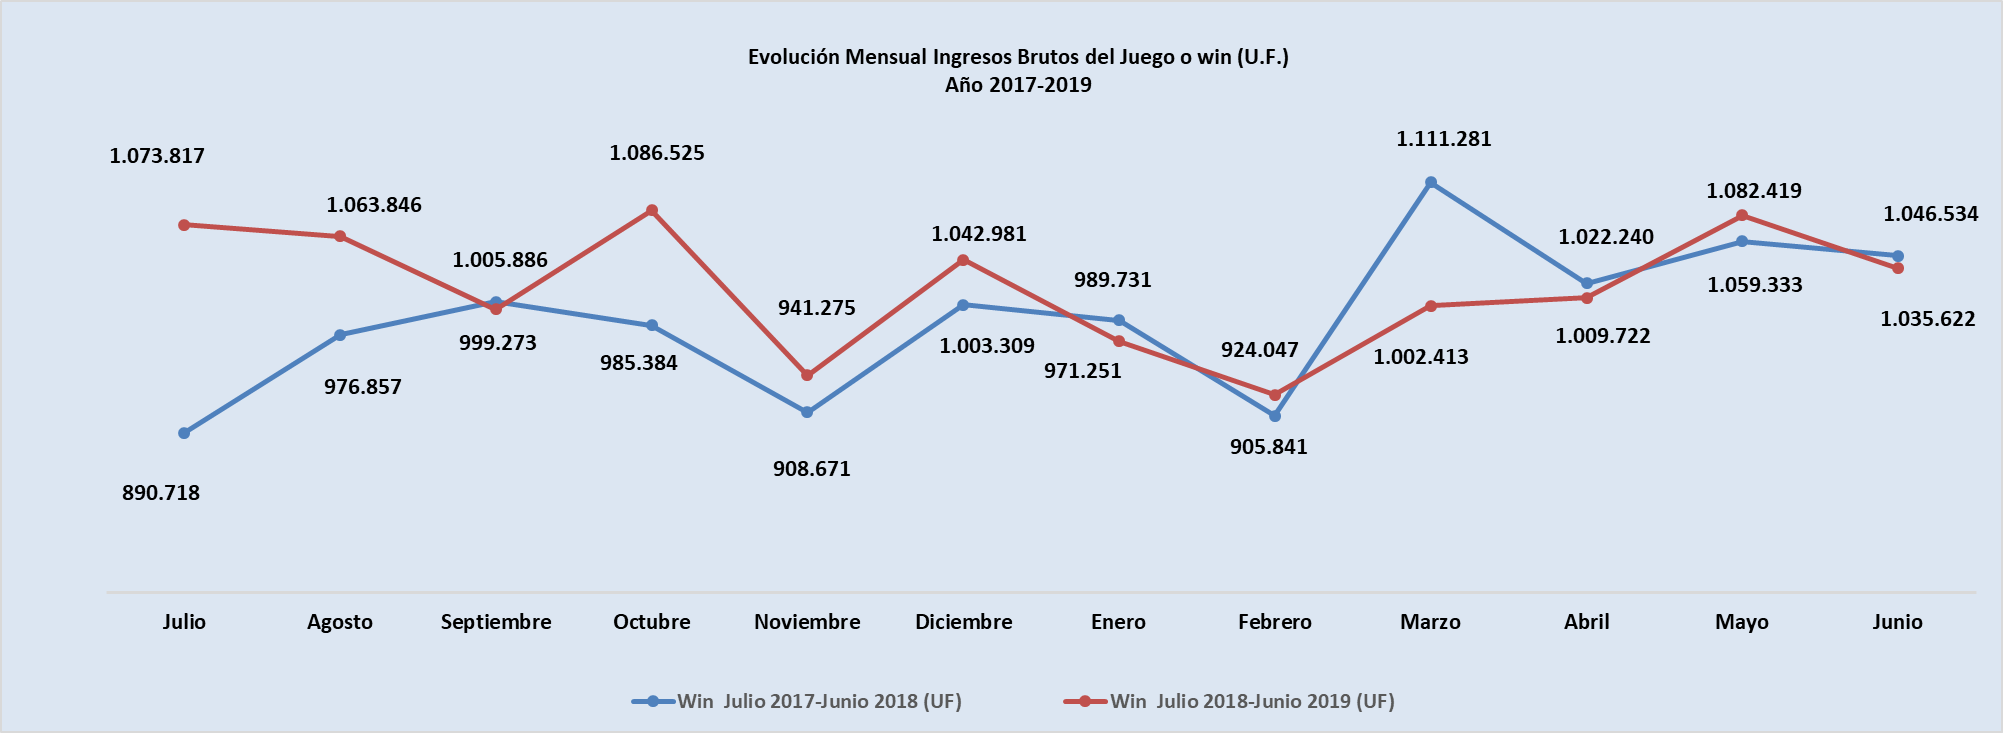 Evolución Mensual Ingresos Brutos del Juego o win (U.F.)
Año 2017-2019
1.073.817
1.063.846
1.005.886
1.086.525
941.275
1.042.981
989.731
924.047
1.111.281
1.022.240
1.082.419
1.046.534
890.718
976.857
999.273
985.384
908.671
1.003.309
971.251
905.841
1.002.413
1.009.722
1.059.333
1.035.622
Julio
Agosto
Septiembre
Octubre
Noviembre
Diciembre
Enero
Febrero
Marzo
Abril
Mayo
Junio
Win Julio 2017-Junio 2018 (UF)
Win Julio 2018-Junio 2019 (UF)